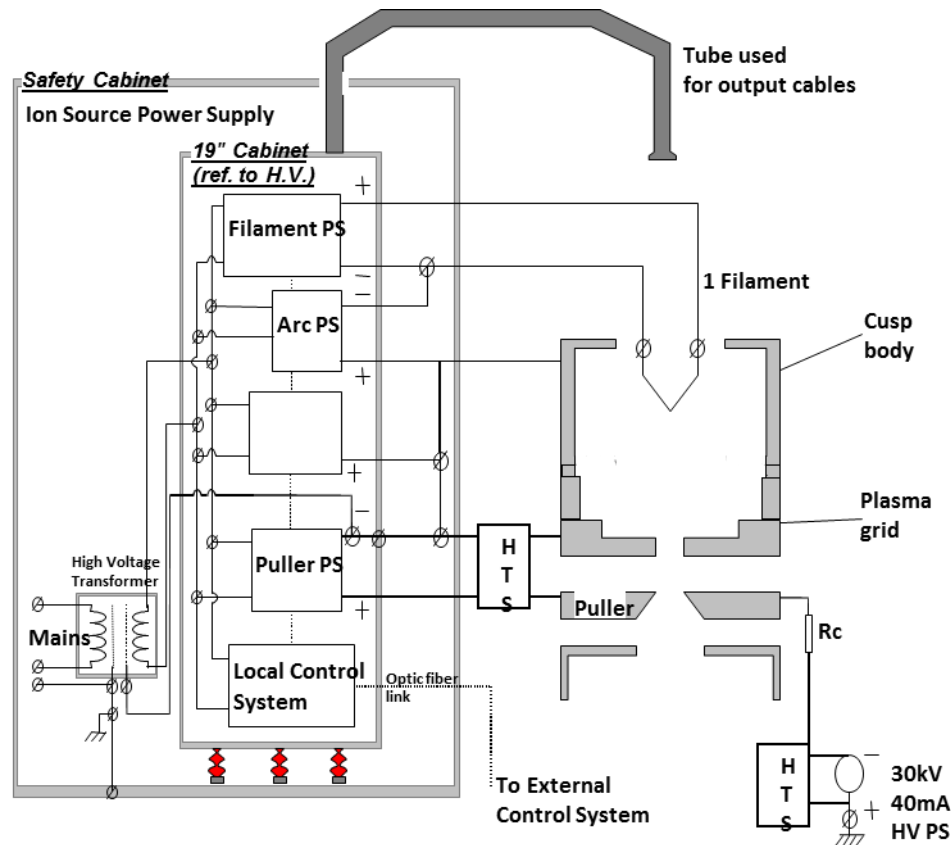 Tube used
for output cables
Safety Cabinet
Ion Source Power Supply
19" Cabinet
(ref. to H.V.)
+
Filament PS
1 Filament
–
–
Arc PS
+
Cusp
body
+
–
Plasma
grid
High Voltage
Transformer
Puller PS
H
T
S
+
Puller
Mains
Rc
Local Control
System
Optic fiber
link
To External
Control System
H
T
S
–
30kV
+
40mA
HV PS